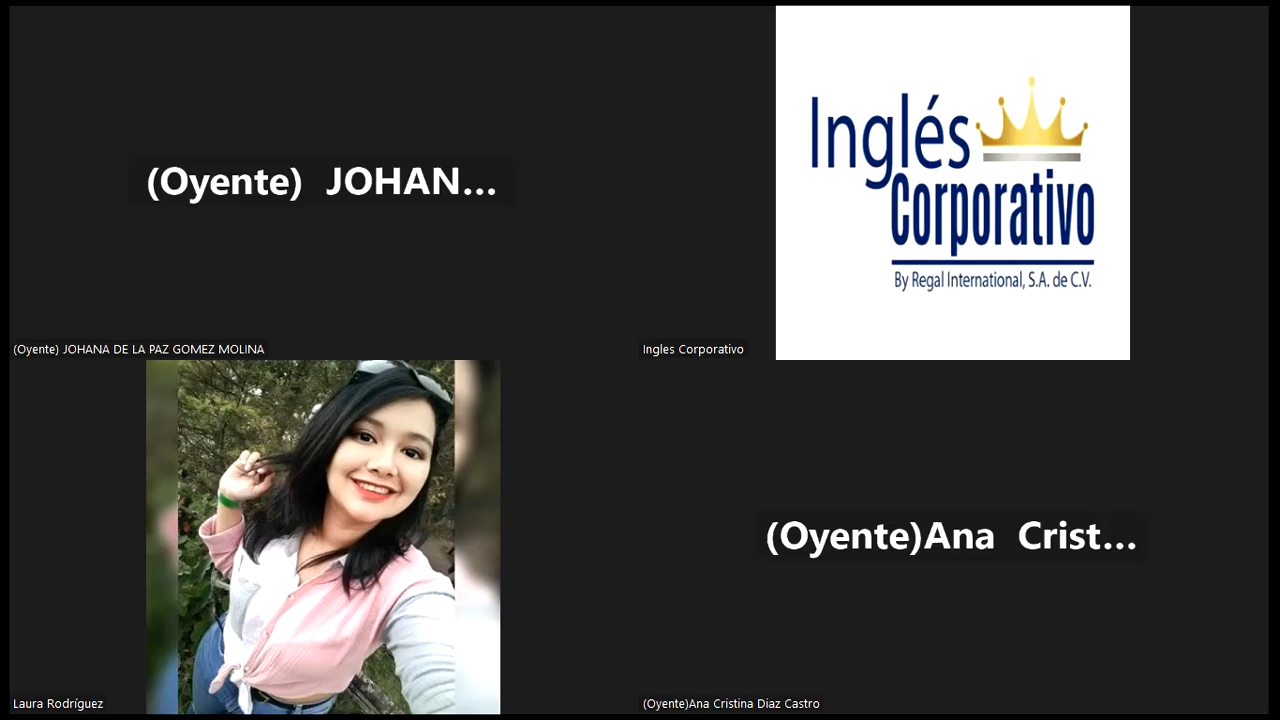 (Oyente) JOHAN...
Inglés
Corporativo
By Regal International, S.A. de C.V.
(Oyente) JOHANA DE LA PAZ GOMEZ MOLINA
Ingles Corporativo
(Oyente)Ana Crist...
Laura Rodríguez
(Oyente)Ana Cristina Diaz Castro